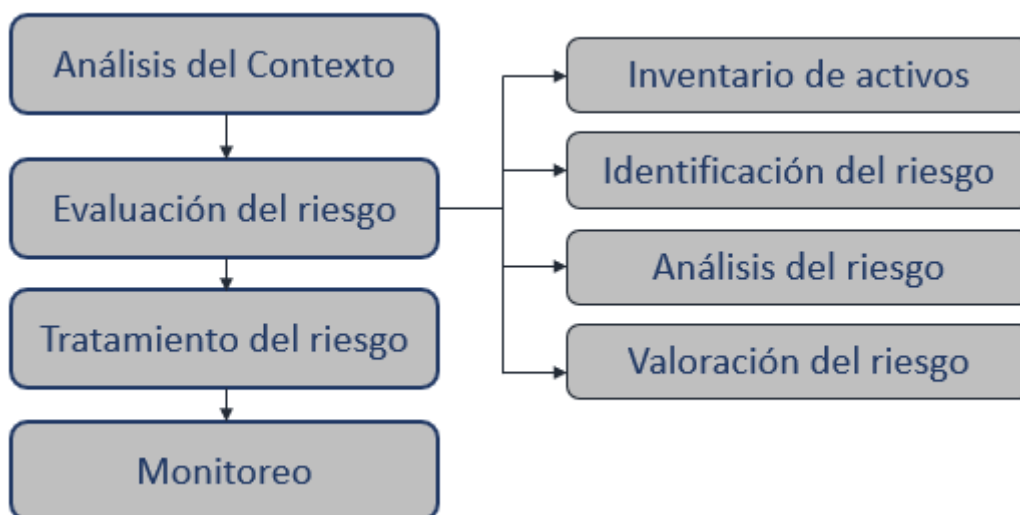 Análisis del Contexto
Evaluación del riesgo
Tratamiento del riesgo
Monitoreo
Inventario de activos
Identificación del riesgo
Análisis del riesgo
Valoración del riesgo